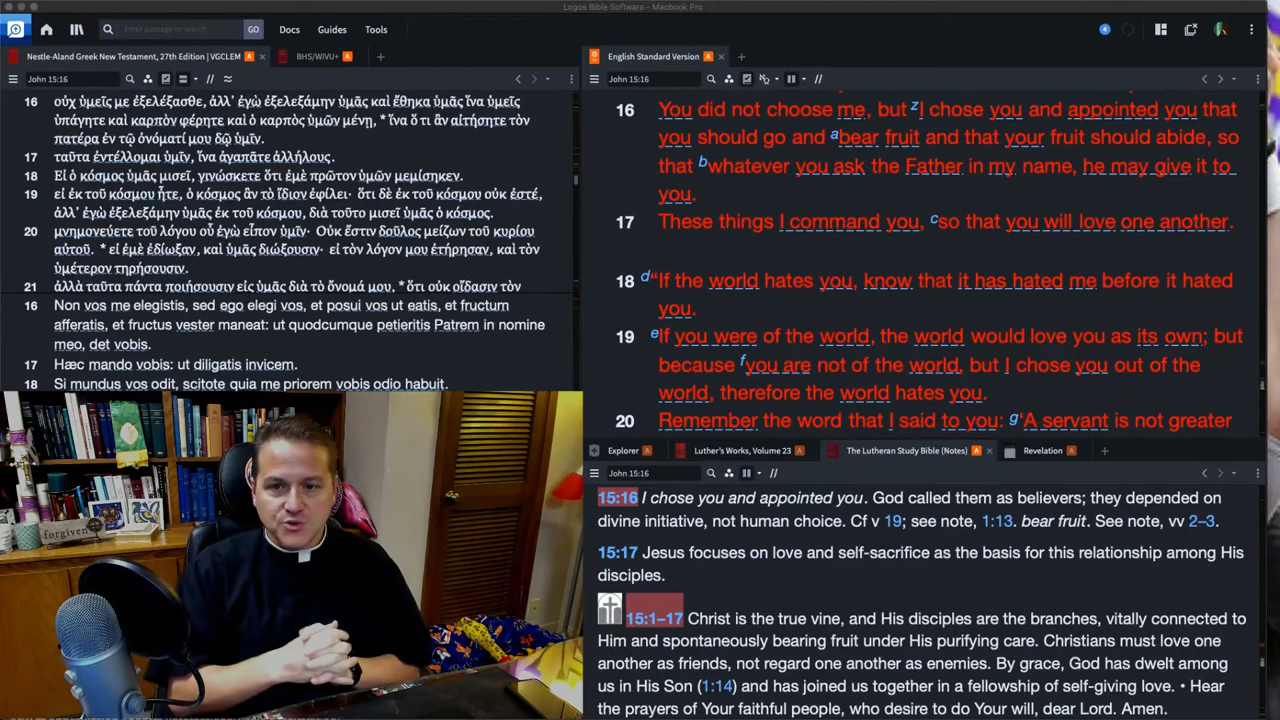 Logos Bible Software - Macbook Pro
Enter passage or search
GO
Docs
Guides
Tools
4
Nestle-Aland Greek New Testament, 27th Edition | VGCLEM A
BHS/WIVU+ A
John 15:16
16 οὐχ ὑμεῖς με ἐξελέξασθε, ἀλλ’ ἐγὼ ἐξελεξάμην ὑμᾶς καὶ ἔθηκα ὑμᾶς ἵνα ὑμεῖς
ὑπάγητε καὶ καρπὸν φέρητε καὶ ὁ καρπὸς ὑμῶν μένῃ, * ἵνα ὅ τι ἂν αἰτήσητε τὸν
πατέρα ἐν τῷ ὀνόματί μου δῷ ὑμῖν.
17 ταῦτα ἐντέλλομαι ὑμῖν, ἵνα ἀγαπᾶτε ἀλλήλους.
18 Εἰ ὁ κόσμος ὑμᾶς μισεῖ, γινώσκετε ὅτι ἐμὲ πρῶτον ὑμῶν μεμίσηκεν.
19 εἰ ἐκ τοῦ κόσμου ἦτε, ὁ κόσμος ἂν τὸ ἴδιον ἐφίλει· ὅτι δὲ ἐκ τοῦ κόσμου οὐκ ἐστέ,
ἀλλ’ ἐγὼ ἐξελεξάμην ὑμᾶς ἐκ τοῦ κόσμου, διὰ τοῦτο μισεῖ ὑμᾶς ὁ κόσμος.
20 μνημονεύετε τοῦ λόγου οὗ ἐγὼ εἶπον ὑμῖν· Οὐκ ἔστιν δοῦλος μείζων τοῦ κυρίου
αὐτοῦ. * εἰ ἐμὲ ἐδίωξαν, καὶ ὑμᾶς διώξουσιν· εἰ τὸν λόγον μου ἐτήρησαν, καὶ τὸν
ὑμέτερον τηρήσουσιν.
21 ἀλλὰ ταῦτα πάντα ποιήσουσιν εἰς ὑμᾶς διὰ τὸ ὄνομά μου, * ὅτι οὐκ οἴδασιν τὸν
16 Non vos me elegistis, sed ego elegi vos, et posui vos ut eatis, et fructum
afferatis, et fructus vester maneat: ut quodcumque petieritis Patrem in nomine
meo, det vobis.
17 Hæc mando vobis: ut diligatis invicem.
18 Si mundus vos odit, scitote quia me priorem vobis odio habuit.
forgiven
English Standard Version A
John 15:16
16 You did not choose me, but z I chose you and appointed you that
you should go and a bear fruit and that your fruit should abide, so
that b whatever you ask the Father in my name, he may give it to
you.
17 These things I command you, c so that you will love one another.
18 d “If the world hates you, know that it has hated me before it hated
you.
19 e If you were of the world, the world would love you as its own; but
because f you are not of the world, but I chose you out of the
world, therefore the world hates you.
20 Remember the word that I said to you: g ‘A servant is not greater
Explorer A
Luther's Works, Volume 23 A
The Lutheran Study Bible (Notes) A
Revelation A
John 15:16
15:16 I chose you and appointed you. God called them as believers; they depended on
divine initiative, not human choice. Cf v 19; see note, 1:13. bear fruit. See note, vv 2–3.
15:17 Jesus focuses on love and self-sacrifice as the basis for this relationship among His
disciples.
15:1–17 Christ is the true vine, and His disciples are the branches, vitally connected to
Him and spontaneously bearing fruit under His purifying care. Christians must love one
another as friends, not regard one another as enemies. By grace, God has dwelt among
us in His Son (1:14) and has joined us together in a fellowship of self-giving love. • Hear
the prayers of Your faithful people, who desire to do Your will, dear Lord. Amen.